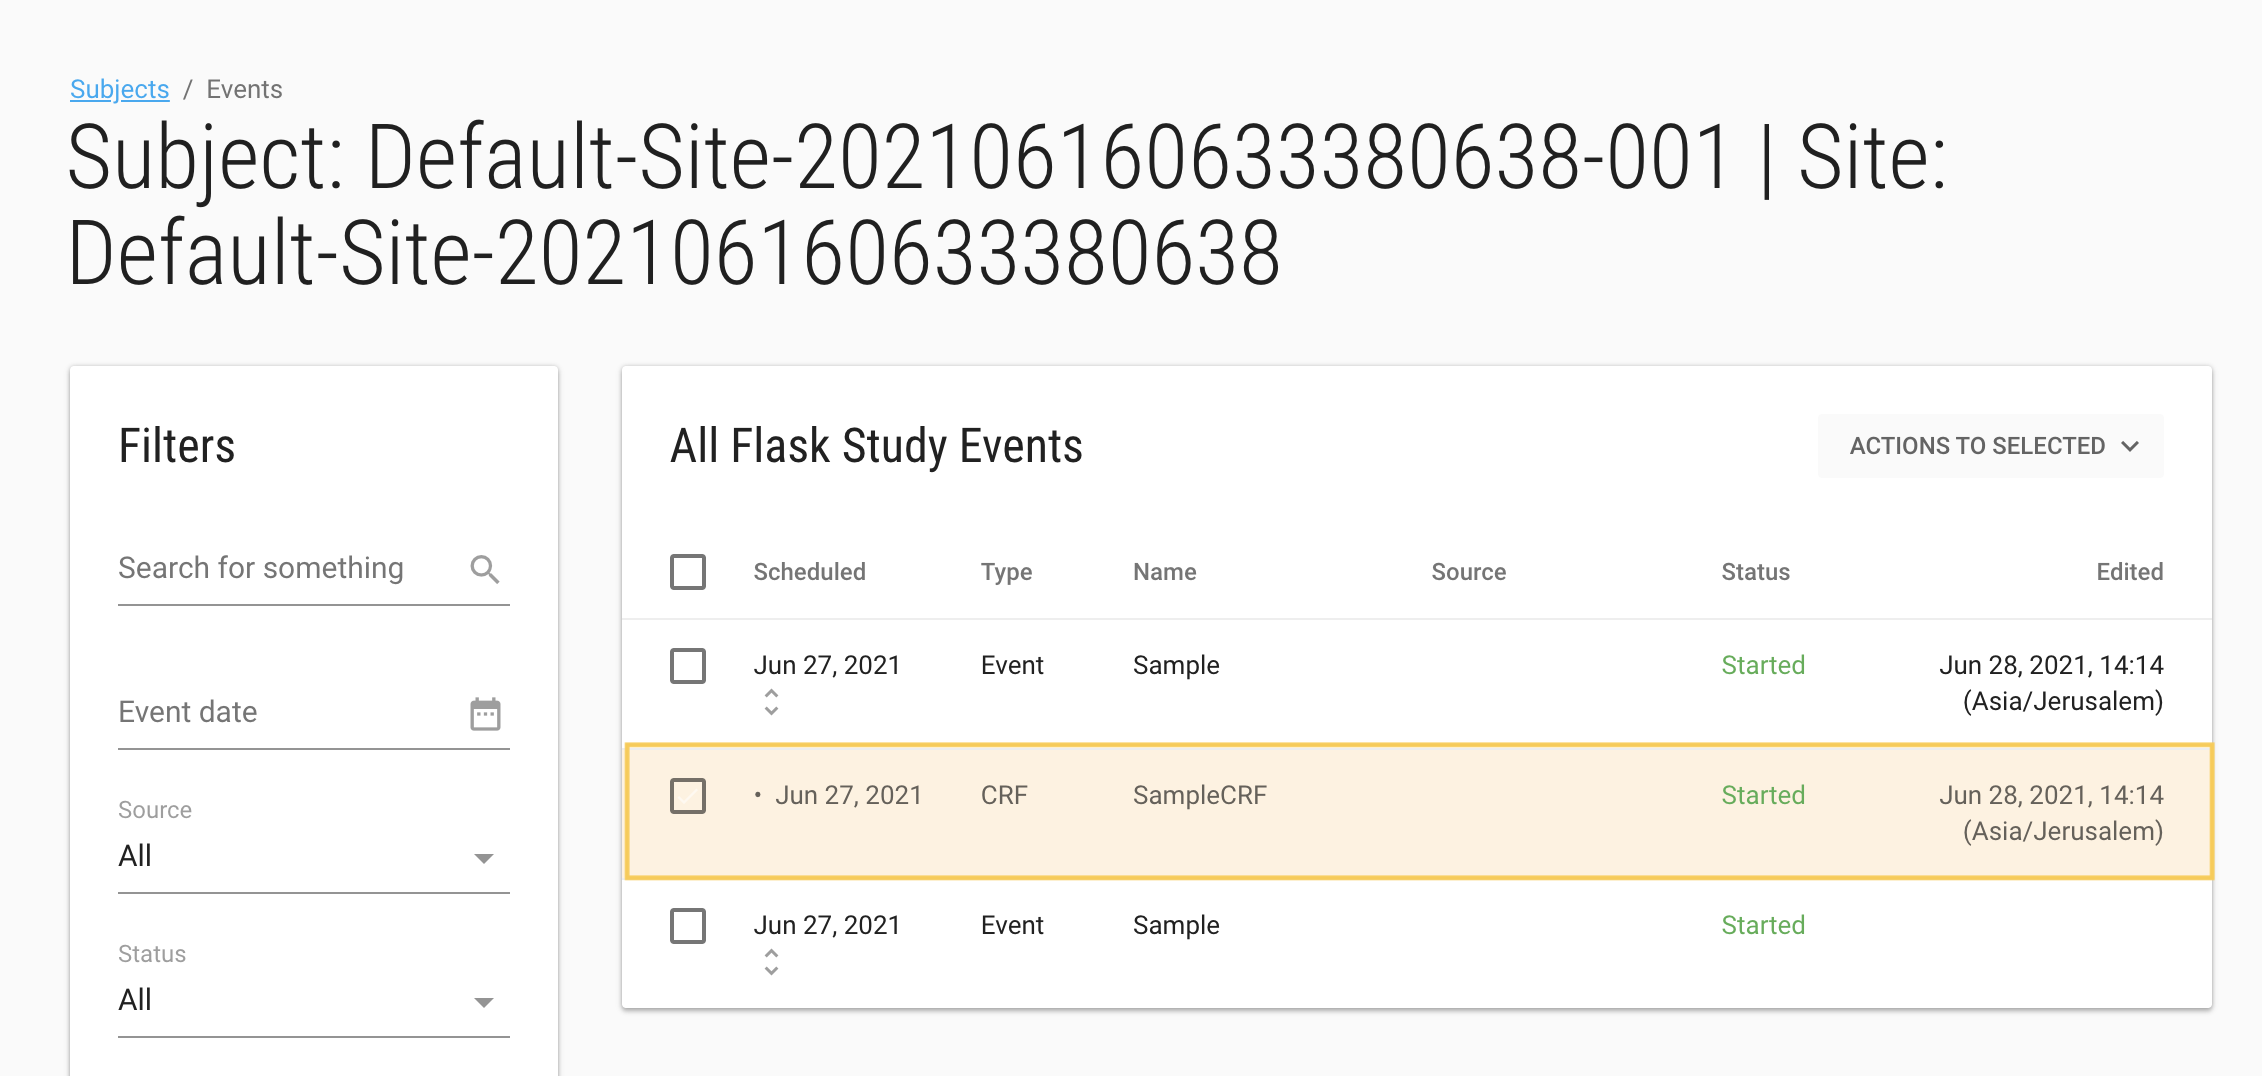 Subjects / Events
Subject: Default-Site-20210616063380638-001 | Site:
Default-Site-20210616063380638
Filters
Search for something
Event date
Source
All
Status
All
All Flask Study Events
ACTIONS TO SELECTED
Scheduled Type Name Source Status Edited
Jun 27, 2021 Event Sample Started Jun 28, 2021, 14:14
(Asia/Jerusalem)
• Jun 27, 2021 CRF SampleCRF Started Jun 28, 2021, 14:14
(Asia/Jerusalem)
Jun 27, 2021 Event Sample Started